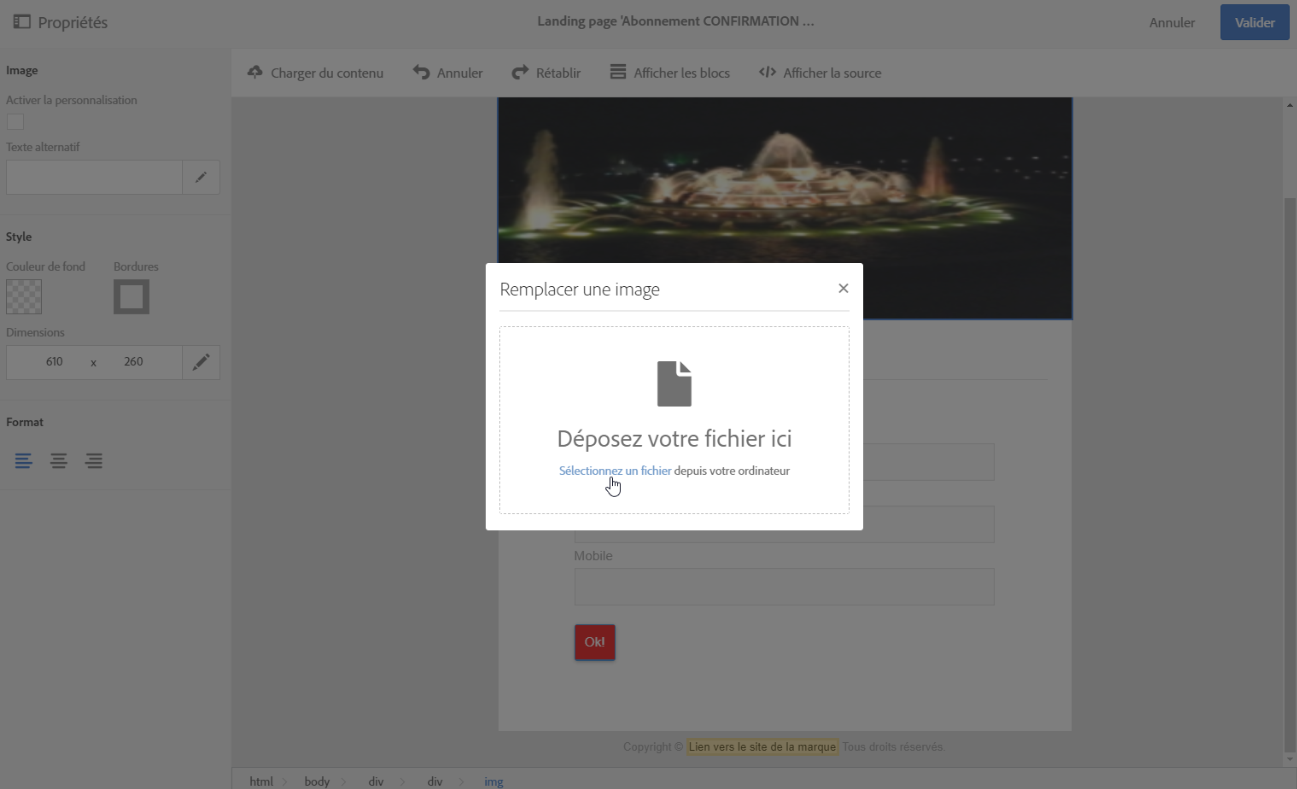 Propriétés
Landing page 'Abonnement CONFIRMATION ...
Annuler
Valider
Image
Activer la personnalisation
Texte alternatif
Style
Couleur de fond
Bordures
Dimensions
610 x 260
Format
Charger du contenu
Annuler
Rétablir
Afficher les blocs
Afficher la source
Remplacer une image
Déposez votre fichier ici
Sélectionnez un fichier depuis votre ordinateur
Mobile
Ok!
Copyright © Lien vers le site de la marque Tous droits réservés.
html body div div img